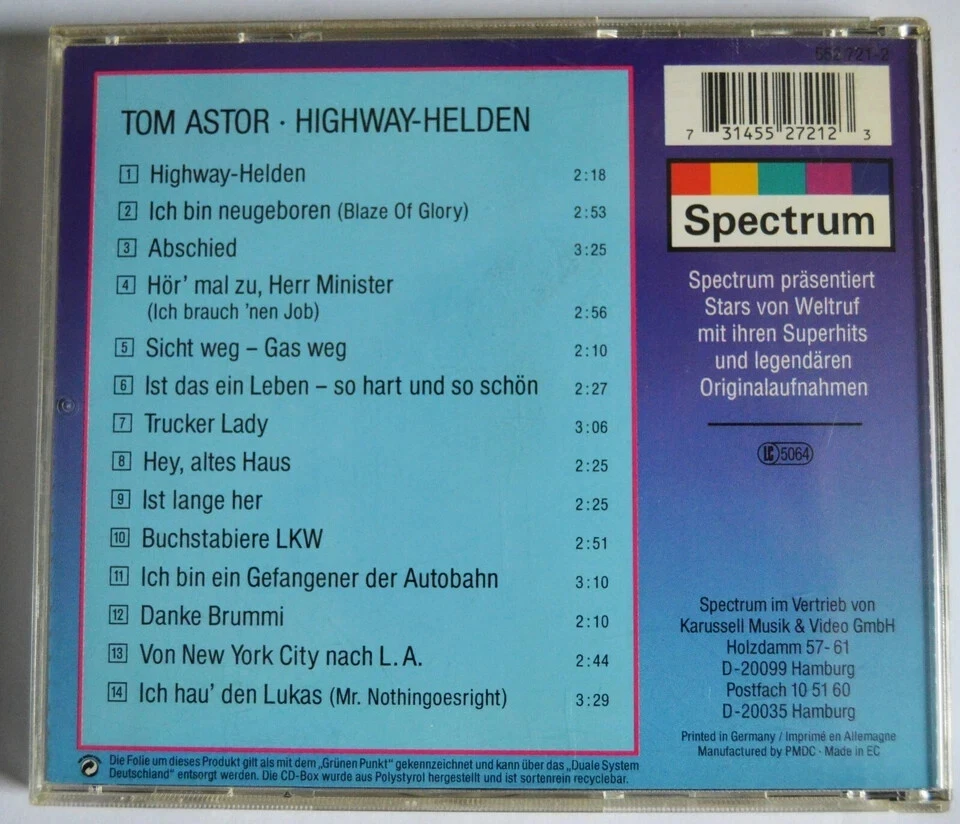 TOM ASTOR · HIGHWAY-HELDEN
1 Highway-Helden 2:18
2 Ich bin neugeboren (Blaze Of Glory) 2:53
3 Abschied 3:25
4 Hör' mal zu, Herr Minister
(Ich brauch 'nen Job) 2:56
5 Sicht weg – Gas weg 2:10
6 Ist das ein Leben – so hart und so schön 2:27
7 Trucker Lady 3:06
8 Hey, altes Haus 2:25
9 Ist lange her 2:25
10 Buchstabiere LKW 2:51
11 Ich bin ein Gefangener der Autobahn 3:10
12 Danke Brummi 2:10
13 Von New York City nach L.A. 2:44
14 Ich hau' den Lukas (Mr. Nothingoesright) 3:29
Die Folie um dieses Produkt gilt als mit dem „Grünen Punkt" gekennzeichnet und kann über das „Duale System
Deutschland" entsorgt werden. Die CD-Box wurde aus Polystyrol hergestellt und ist sortenrein recyclebar.
552 721-2
7 31455 27212 3
Spectrum
Spectrum präsentiert
Stars von Weltruf
mit ihren Superhits
und legendären
Originalaufnahmen
LC 5064
Spectrum im Vertrieb von
Karussell Musik & Video GmbH
Holzdamm 57-61
D-20099 Hamburg
Postfach 10 51 60
D-20035 Hamburg
Printed in Germany / Imprimé en Allemagne
Manufactured by PMDC · Made in EC